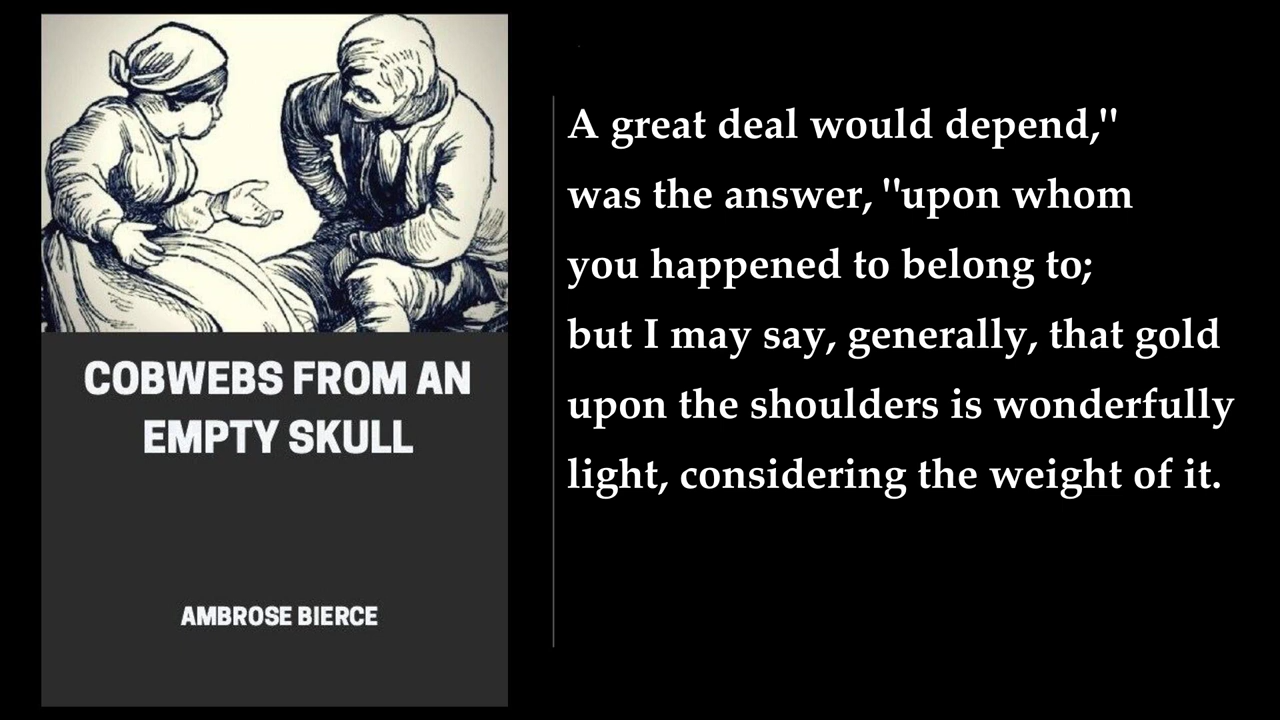 COBWEBS FROM AN
EMPTY SKULL
AMBROSE BIERCE
A great deal would depend,"
was the answer, "upon whom
you happened to belong to;
but I may say, generally, that gold
upon the shoulders is wonderfully
light, considering the weight of it.